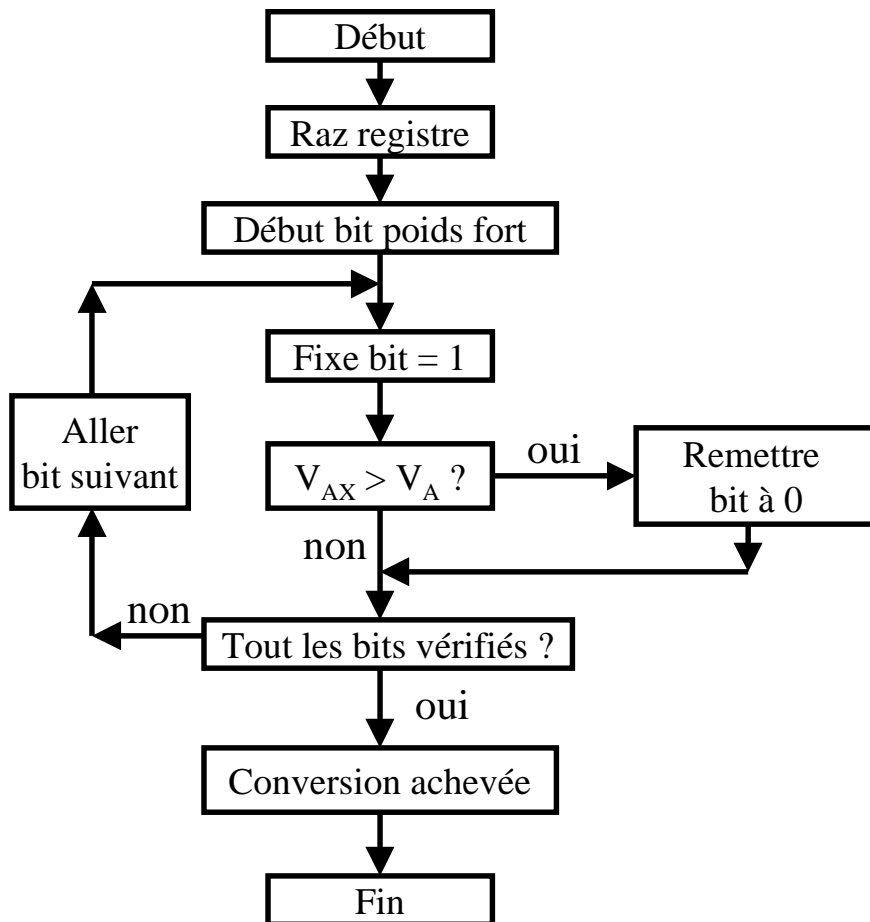 Début
Raz registre
Début bit poids fort
Fixe bit = 1
Aller
bit suivant
V_AX > V_A ?
oui
Remettre
bit à 0
non
non
Tout les bits vérifiés ?
oui
Conversion achevée
Fin